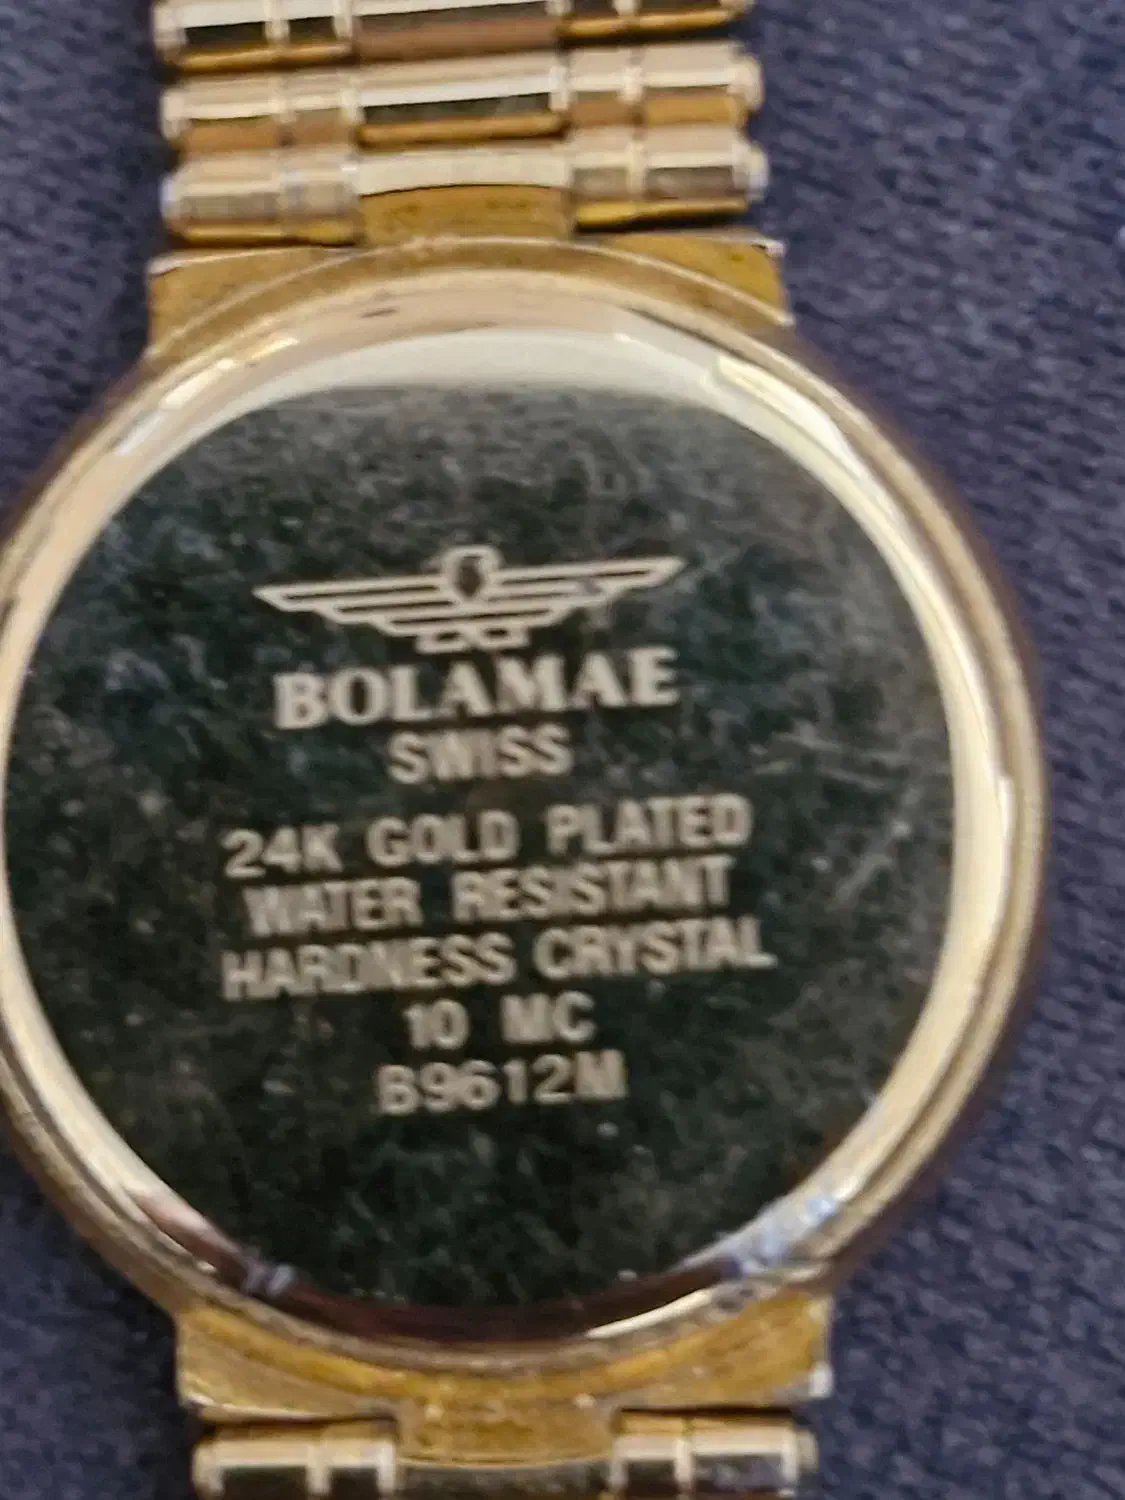 BOLAMAE
SWISS
24K GOLD PLATED
WATER RESISTANT
HARDNESS CRYSTAL
10 MC
B9612M